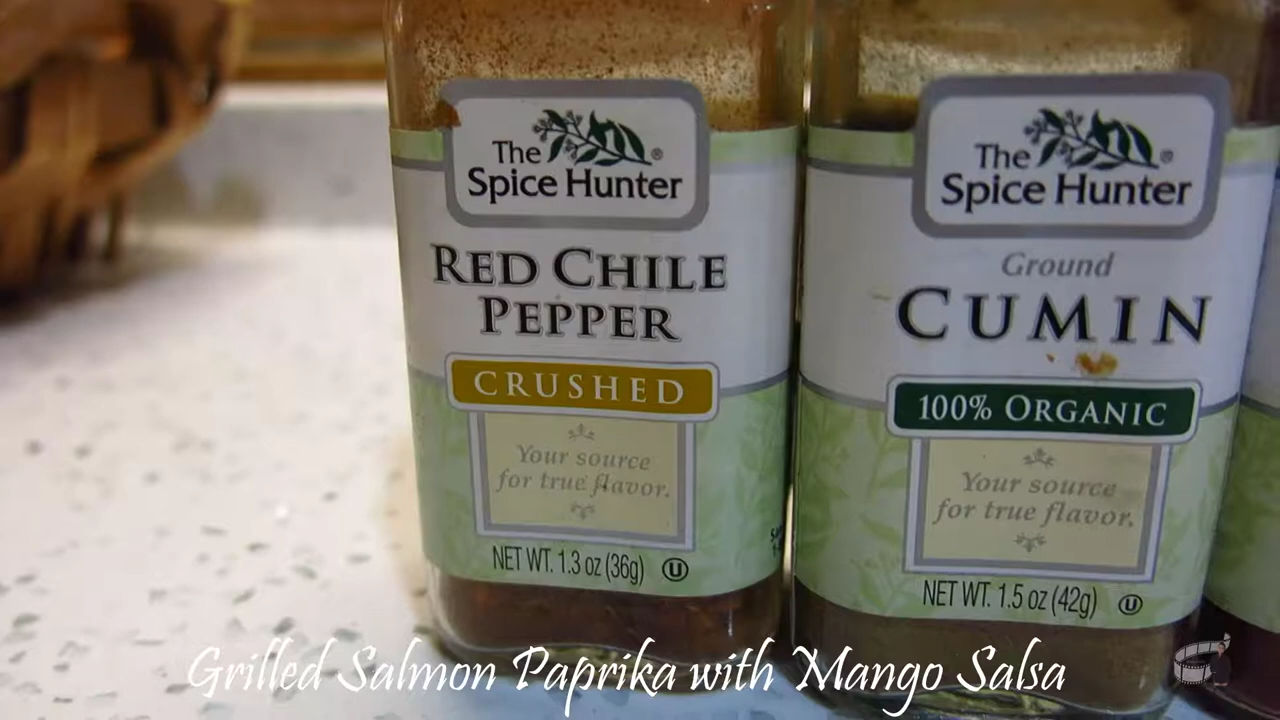 The
Spice Hunter®
RED CHILE
PEPPER
CRUSHED
Your source
for true flavor.
NET WT. 1.3 oz (36g) U
The
Spice Hunter®
Ground
CUMIN
100% ORGANIC
Your source
for true flavor.
NET WT. 1.5 oz (42g) U
Grilled Salmon Paprika with Mango Salsa